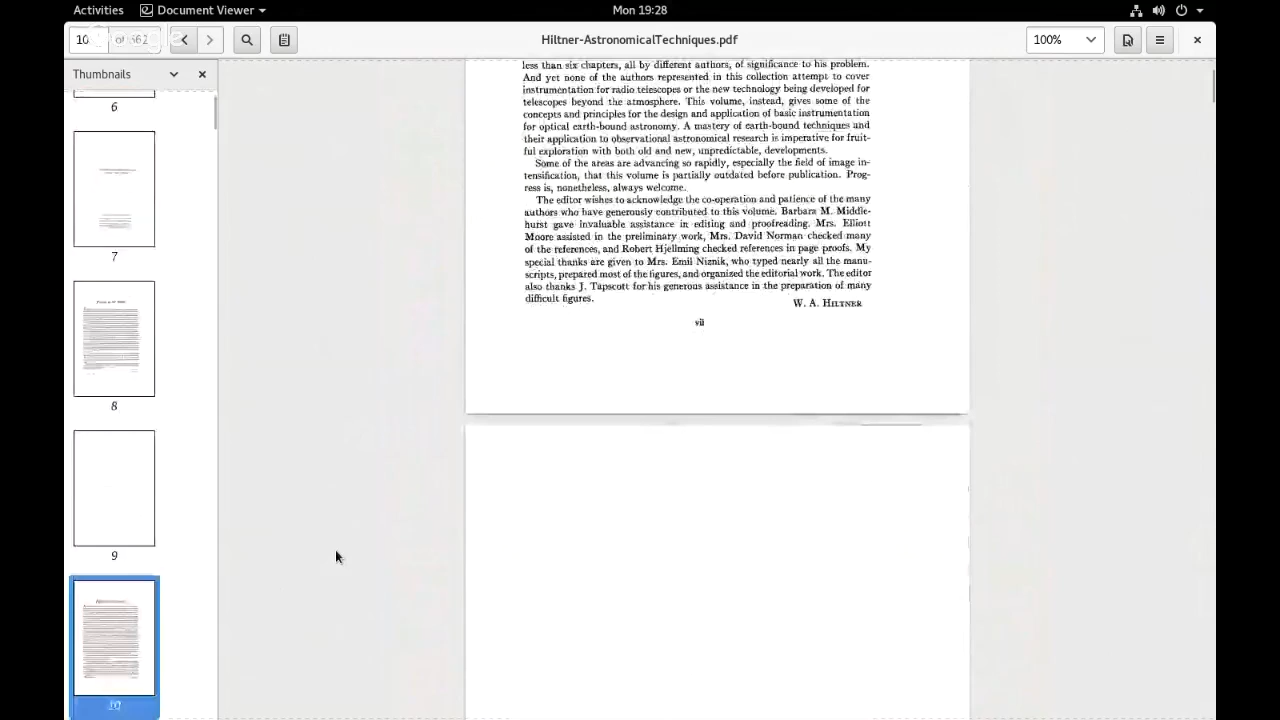 Activities
Document Viewer
Mon 19:28
10
of 562
Hiltner-AstronomicalTechniques.pdf
100%
Thumbnails
6
7
8
9
10
less than six chapters, all by different authors, of significance to his problem.
And yet none of the authors represented in this collection attempt to cover
instrumentation for radio telescopes or the new technology being developed for
telescopes beyond the atmosphere. This volume, instead, gives some of the
concepts and principles for the design and application of basic instrumentation
for optical earth-bound astronomy. A mastery of earth-bound techniques and
their application to observational astronomical research is imperative for fruit-
ful exploration with both old and new, unpredictable, developments.
Some of the areas are advancing so rapidly, especially the field of image in-
tensification, that this volume is partially outdated before publication. Prog-
ress is, nonetheless, always welcome.
The editor wishes to acknowledge the co-operation and patience of the many
authors who have generously contributed to this volume. Barbara M. Middle-
hurst gave invaluable assistance in editing and proofreading. Mrs. Elliott
Moore assisted in the preliminary work, Mrs. David Norman checked many
of the references, and Robert Hjellming checked references in page proofs. My
special thanks are given to Mrs. Emil Niznik, who typed nearly all the manu-
scripts, prepared most of the figures, and organized the editorial work. The editor
also thanks J. Tapscott for his generous assistance in the preparation of many
difficult figures.
W. A. HILTNER
vii